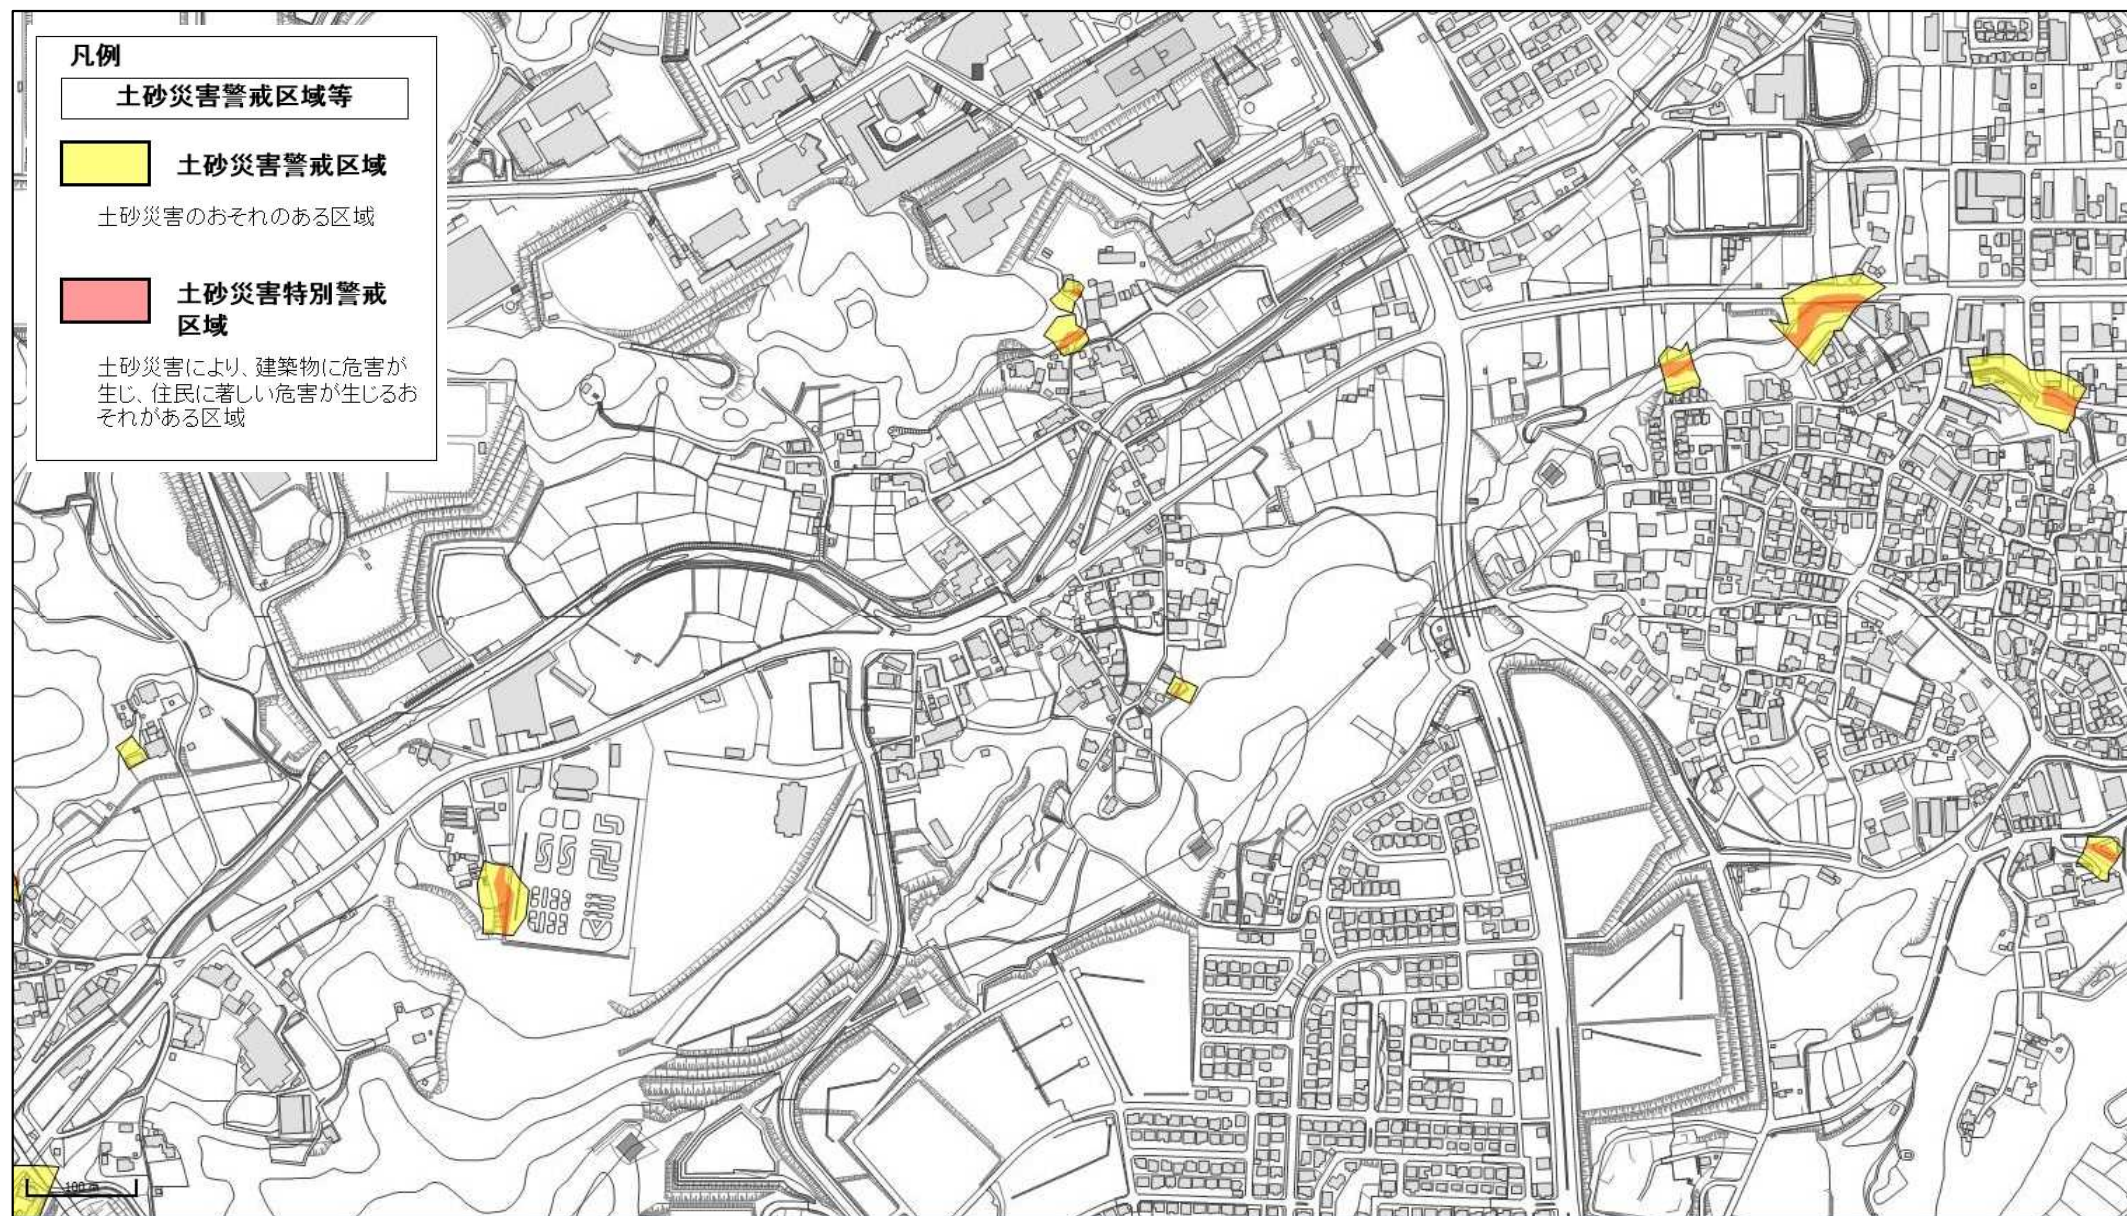 凡例
土砂災害警戒区域等
土砂災害警戒区域
土砂災害のおそれのある区域
土砂災害特別警戒
区域
土砂災害により、建築物に危害が
生じ、住民に著しい危害が生じるお
それがある区域
100 m